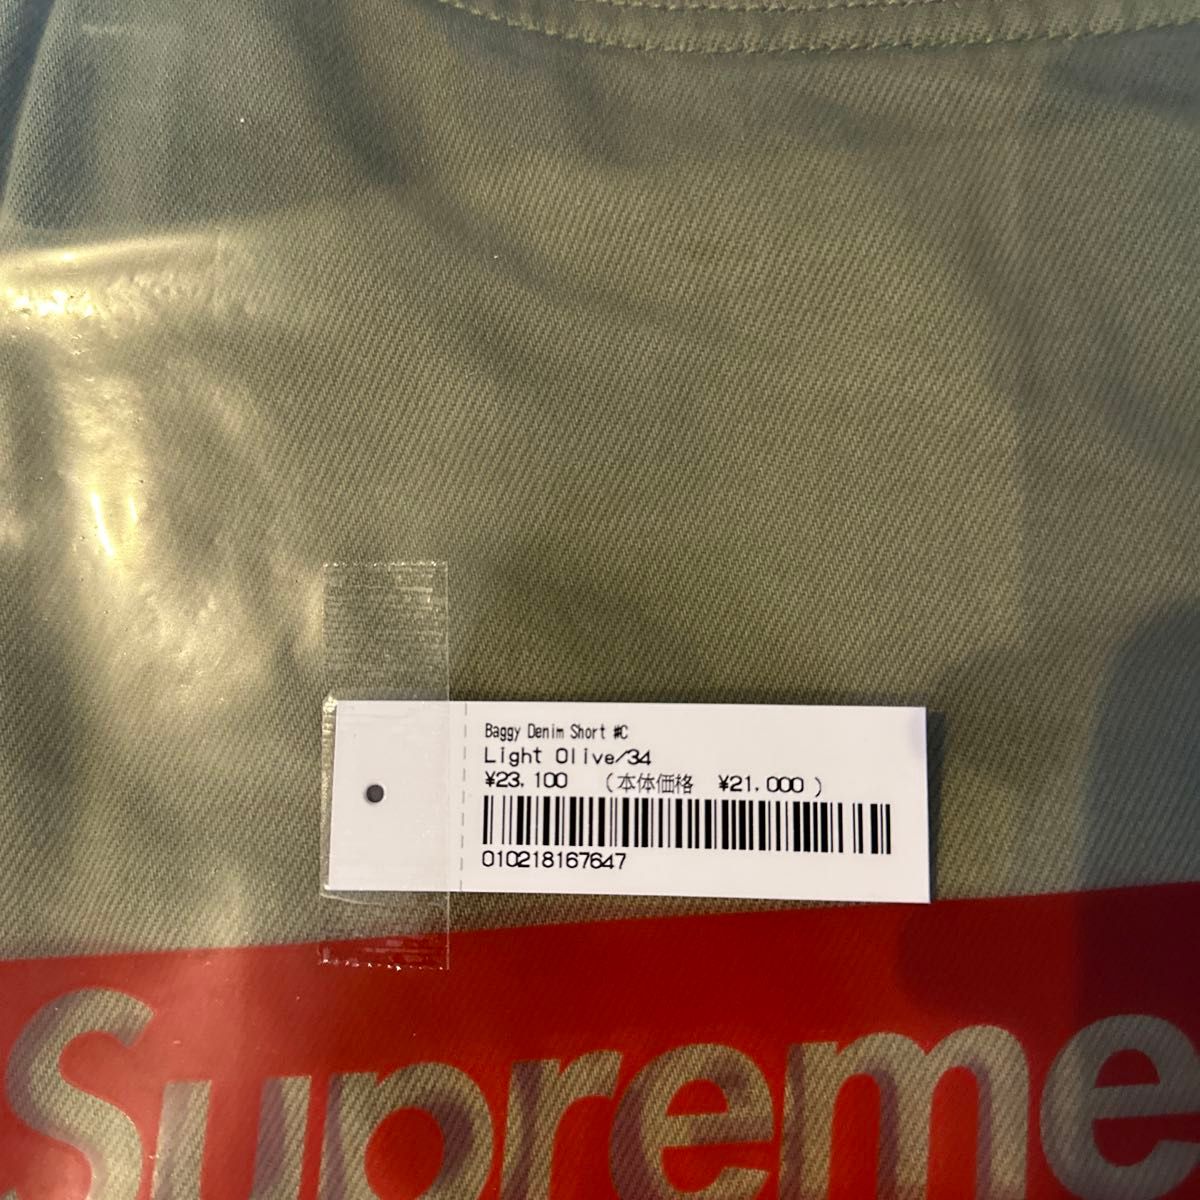 Baggy Denim Short #C
Light Olive/34
¥23,100 (本体価格 ¥21,000 )
010218167647
Supreme